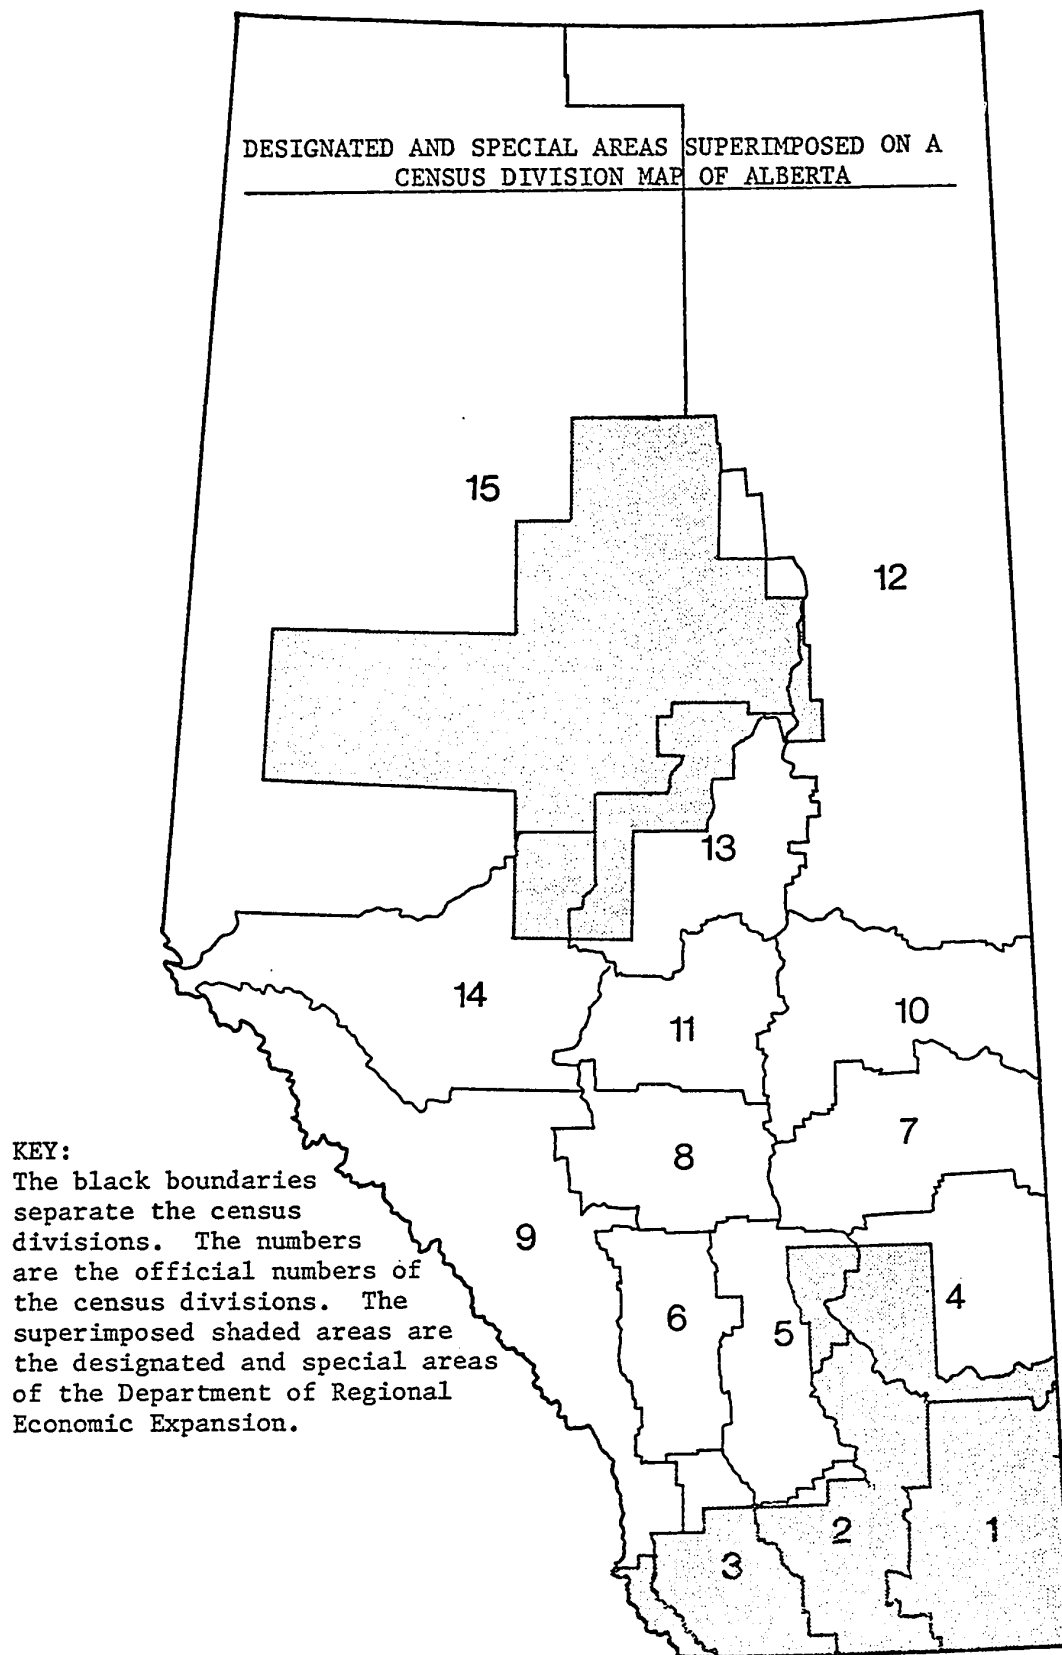 DESIGNATED AND SPECIAL AREAS SUPERIMPOSED ON A
CENSUS DIVISION MAP OF ALBERTA
15
12
13
14
11
10
7
8
9
4
6
5
2
1
3
KEY:
The black boundaries
separate the census
divisions. The numbers
are the official numbers of
the census divisions. The
superimposed shaded areas are
the designated and special areas
of the Department of Regional
Economic Expansion.